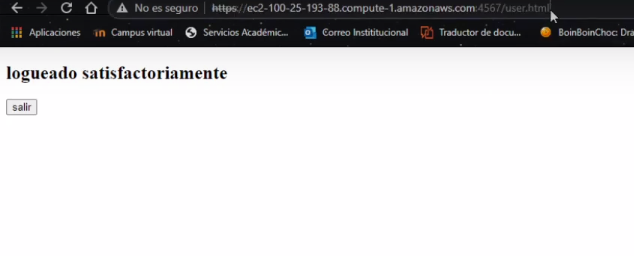 No es seguro https://ec2-100-25-193-88.compute-1.amazonaws.com:4567/user.html
Aplicaciones Campus virtual Servicios Académic... Correo Instititucional Traductor de docu... BoinBoinChoc: Dra
logueado satisfactoriamente
salir